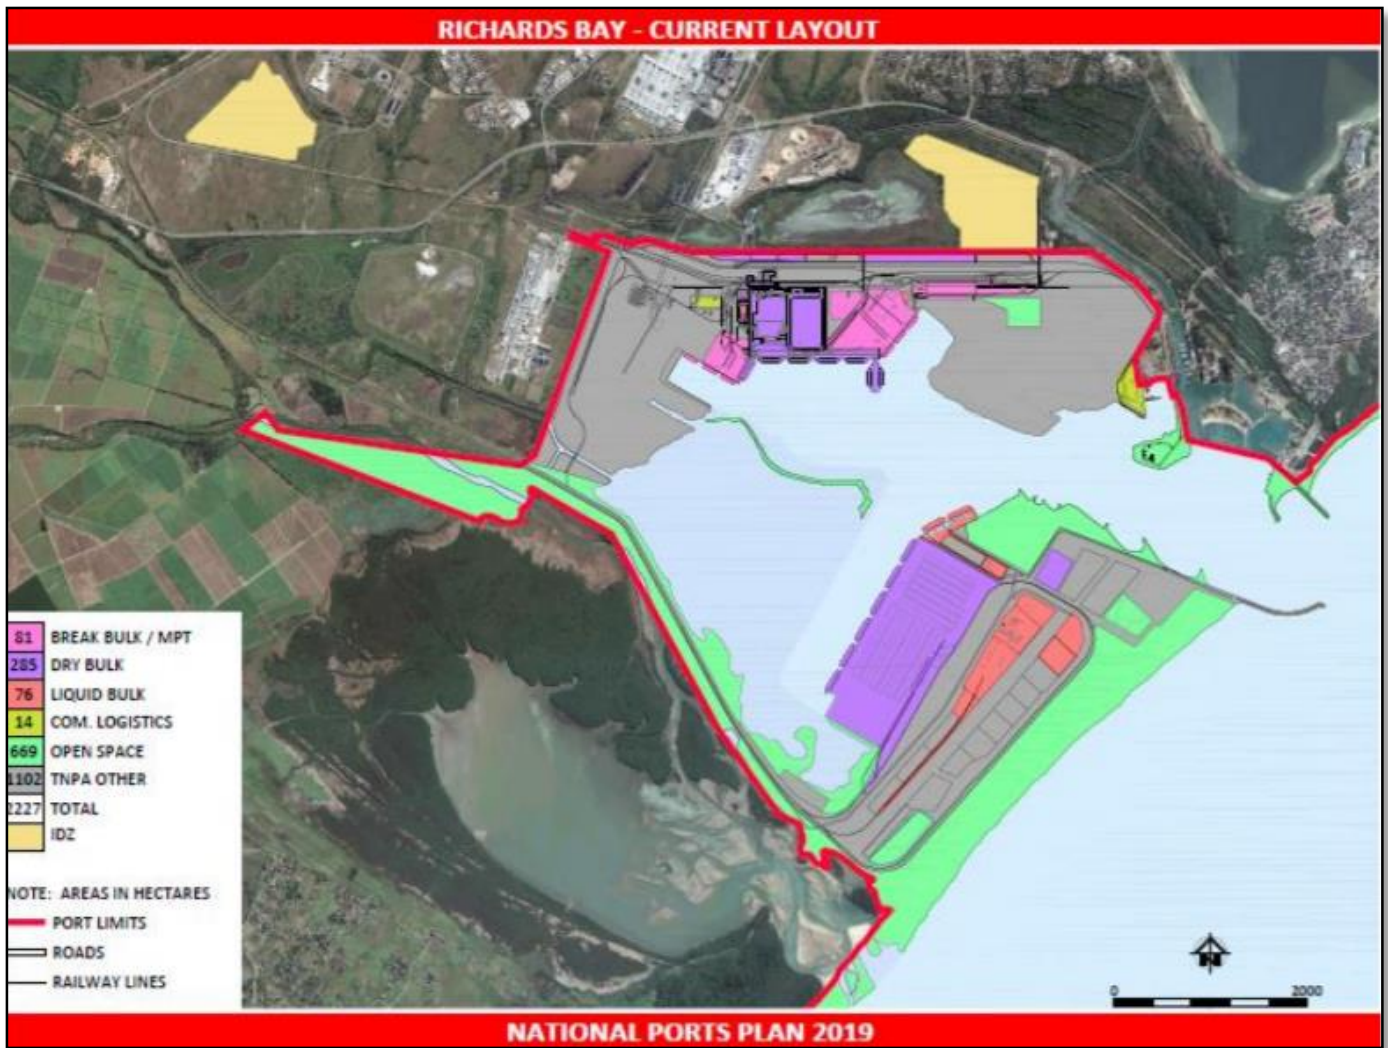 RICHARDS BAY - CURRENT LAYOUT
81 BREAK BULK / MPT
285 DRY BULK
76 LIQUID BULK
14 COM. LOGISTICS
669 OPEN SPACE
1102 TNPA OTHER
2227 TOTAL
IDZ
NOTE: AREAS IN HECTARES
PORT LIMITS
ROADS
RAILWAY LINES
N
0 2000
NATIONAL PORTS PLAN 2019